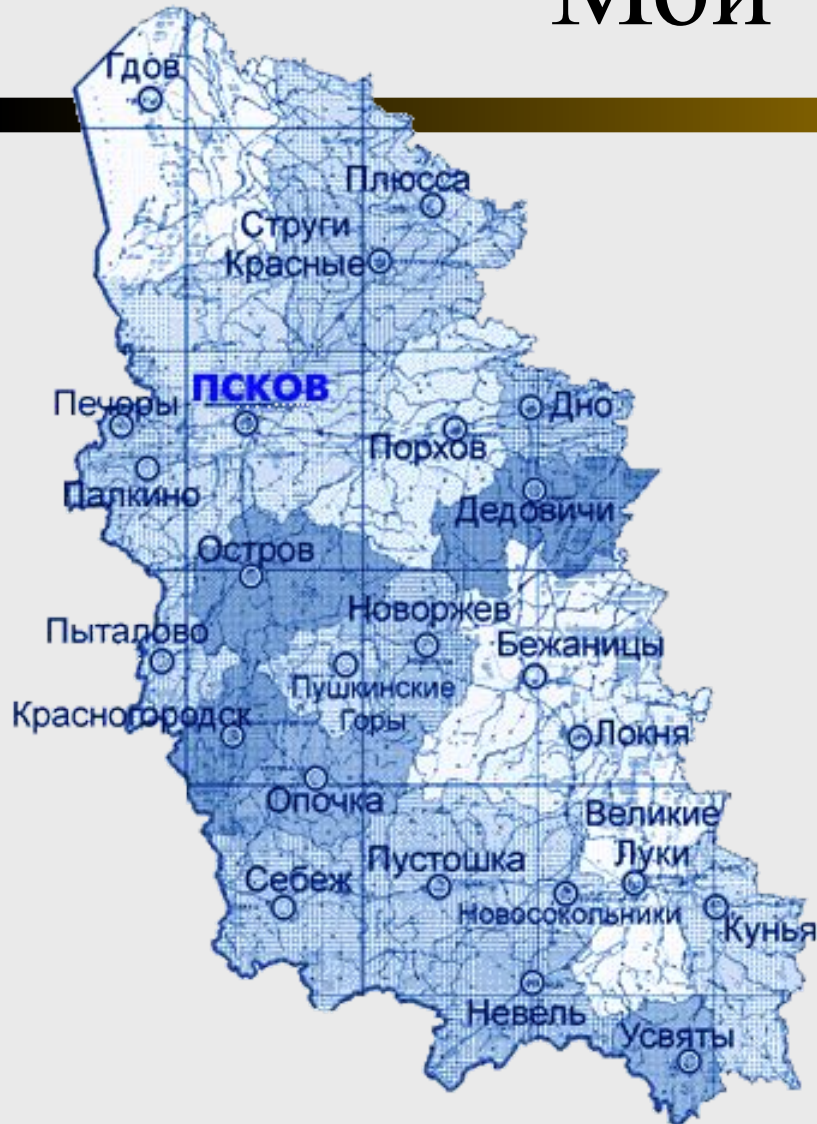 Мой
Гдов
Плюсса
Струги
Красные
ПСКОВ
Печоры
Дно
Порхов
Палкино
Дедовичи
Остров
Новоржев
Пыталово
Бежаницы
Пушкинские
Горы
Красногородск
Локня
Опочка
Великие
Луки
Пустошка
Себеж
Новосокольники
Кунья
Невель
Усвяты